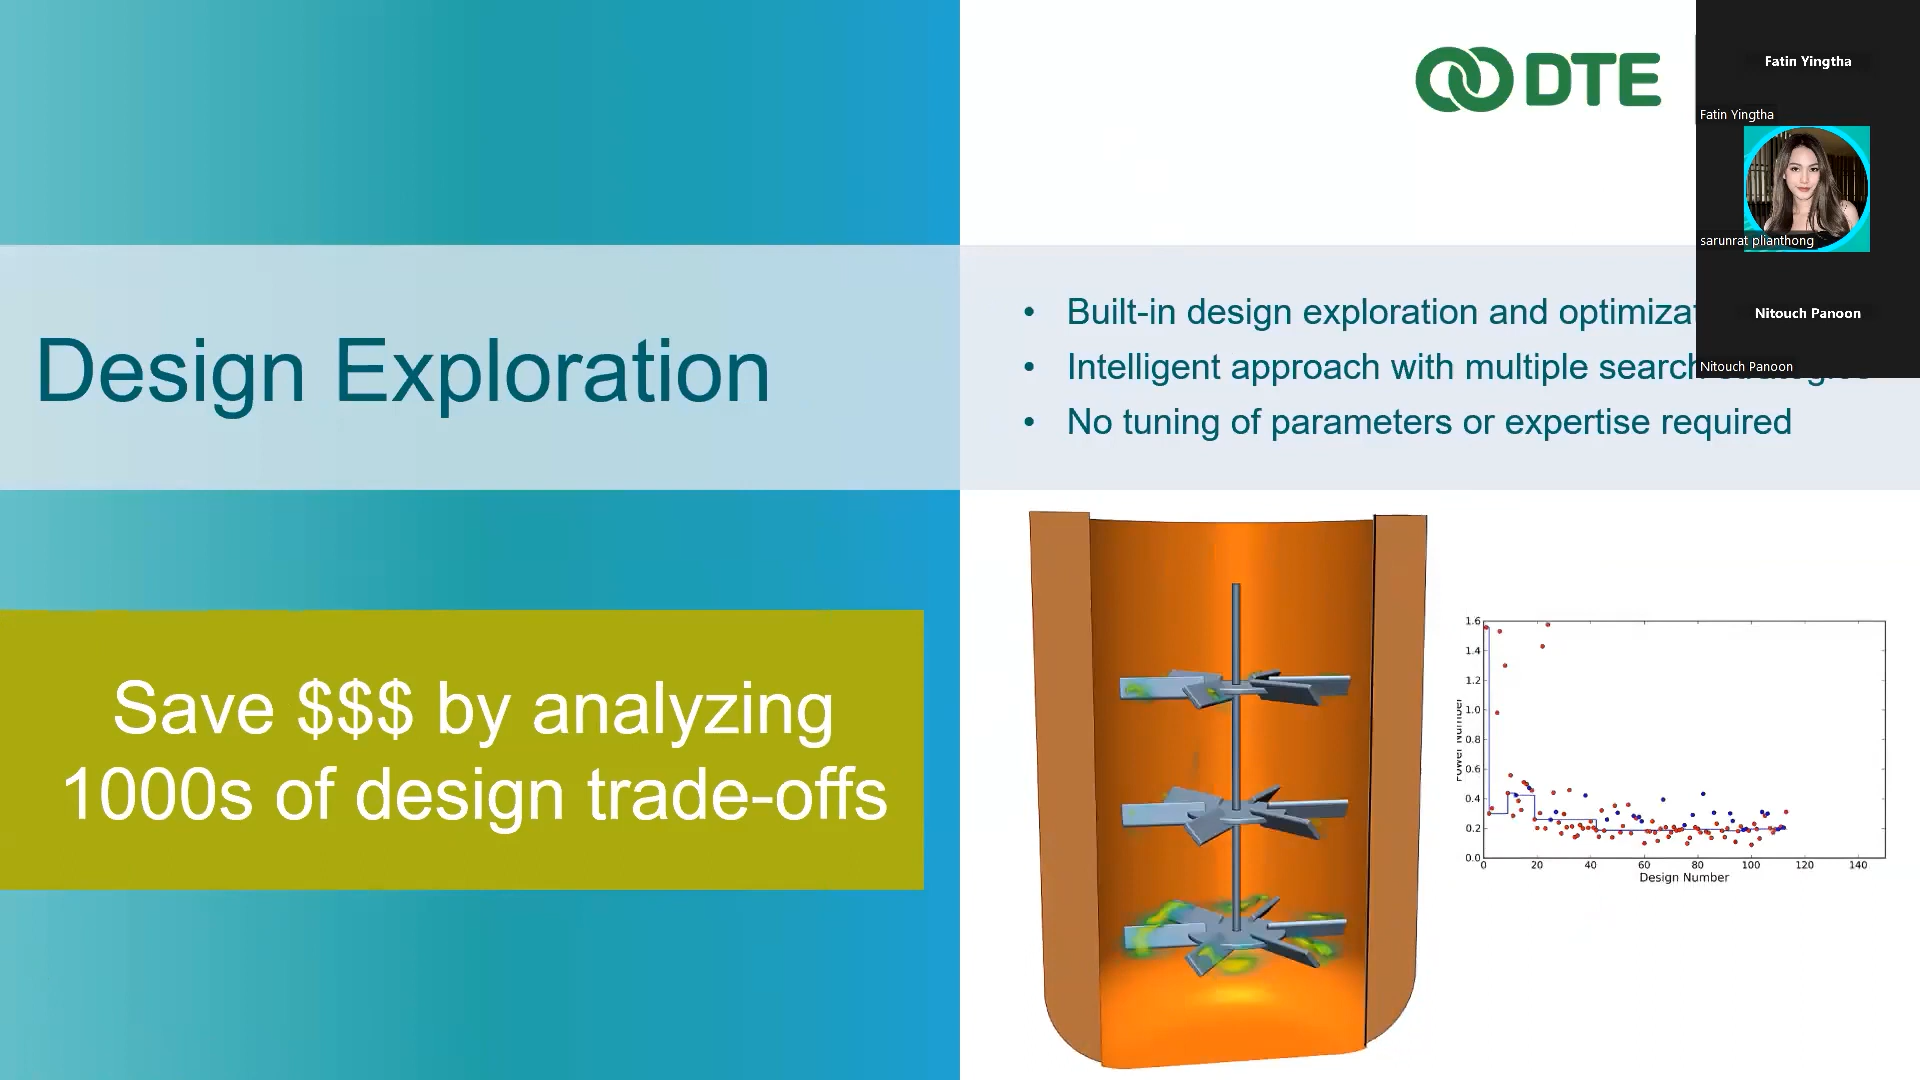 DTE
Fatin Yingtha
Fatin Yingtha
sarunrat plianthong
Nitouch Panoon
Nitouch Panoon
Design Exploration
• Built-in design exploration and
• Intelligent approach with multiple search
• No tuning of parameters or expertise required
Save $$$ by analyzing
1000s of design trade-offs
1.6
1.4
1.2
1.0
0.8
0.6
0.4
0.2
0.0
Power Number
0 20 40 60 80 100 120 140
Design Number